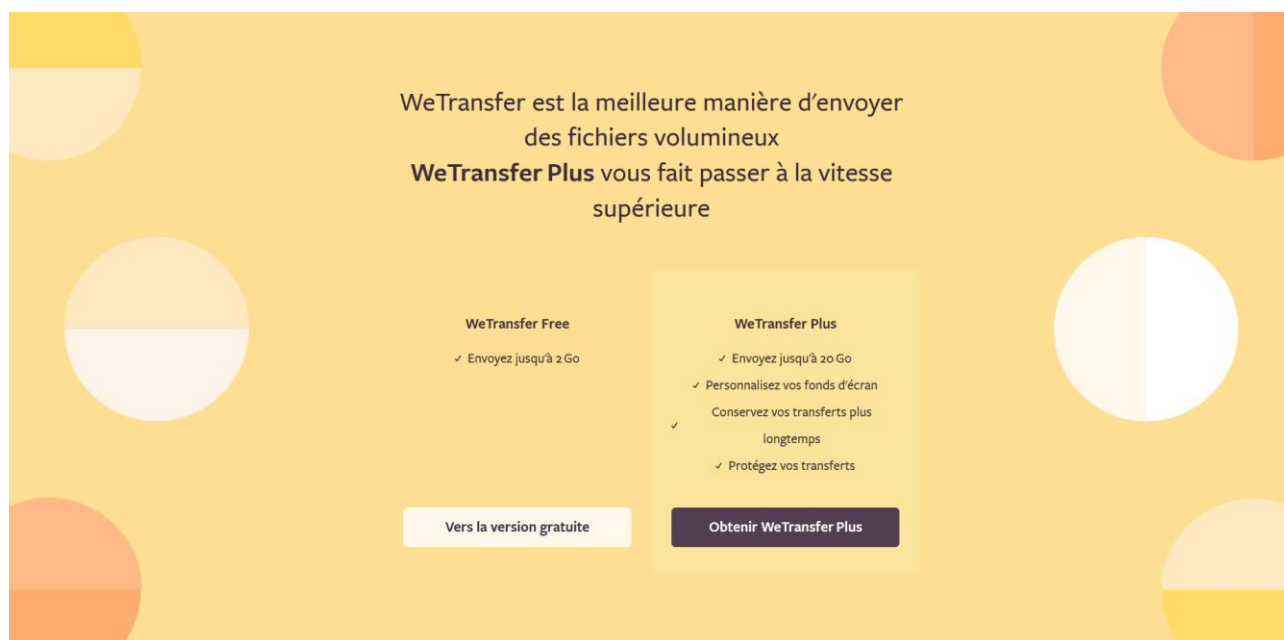 WeTransfer est la meilleure manière d'envoyer
des fichiers volumineux
WeTransfer Plus vous fait passer à la vitesse
supérieure
WeTransfer Free
✓ Envoyez jusqu'à 2 Go
Vers la version gratuite
WeTransfer Plus
✓ Envoyez jusqu'à 20 Go
✓ Personnalisez vos fonds d'écran
✓ Conservez vos transferts plus
longtemps
✓ Protégez vos transferts
Obtenir WeTransfer Plus